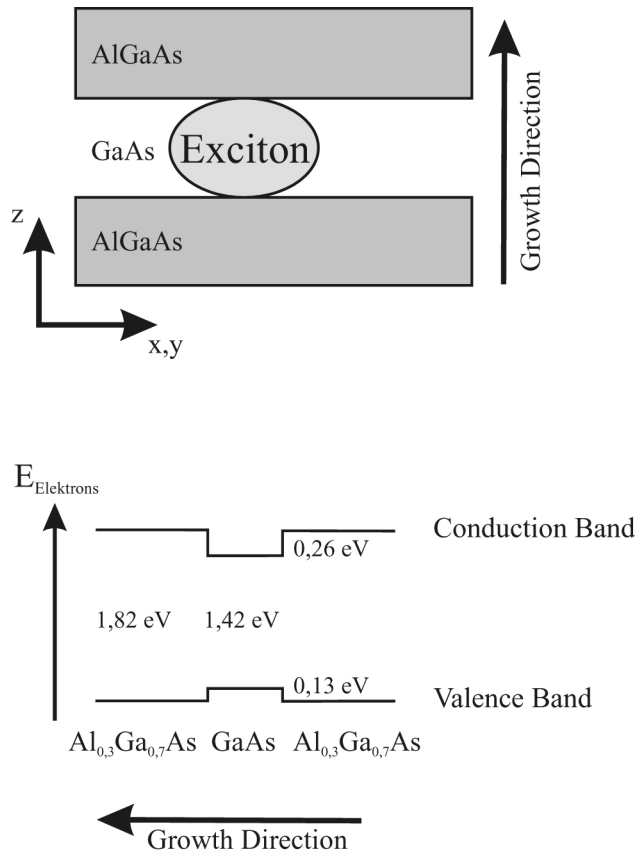 AlGaAs
GaAs
Exciton
AlGaAs
Growth Direction
z
x,y
E_Elektrons
Conduction Band
0,26 eV
1,82 eV
1,42 eV
0,13 eV
Valence Band
Al0,3Ga0,7As
GaAs
Al0,3Ga0,7As
Growth Direction